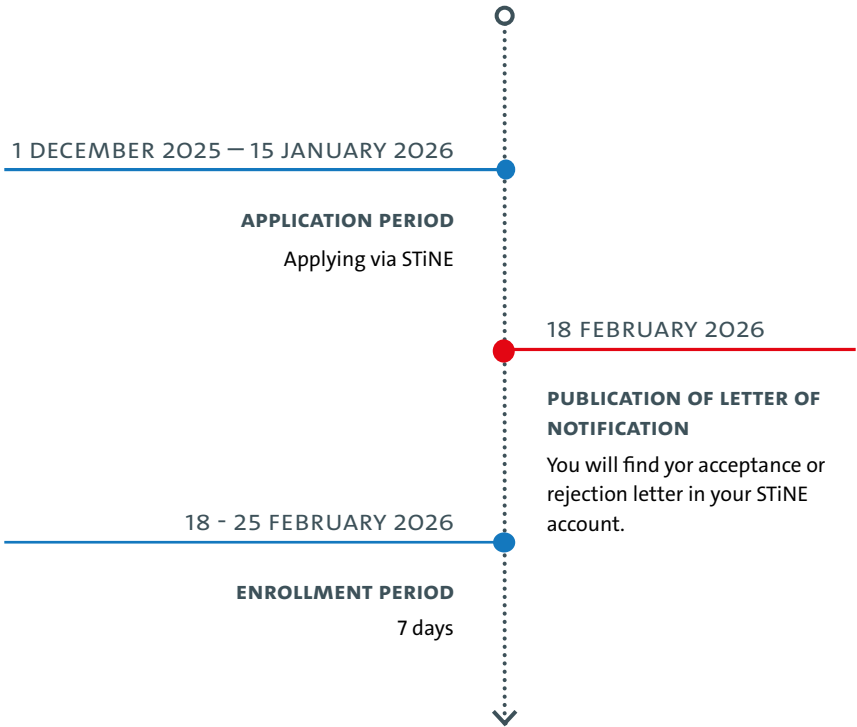 1 DECEMBER 2025 – 15 JANUARY 2026
APPLICATION PERIOD
Applying via STiNE
18 FEBRUARY 2026
PUBLICATION OF LETTER OF
NOTIFICATION
You will find yor acceptance or
rejection letter in your STiNE
account.
18 - 25 FEBRUARY 2026
ENROLLMENT PERIOD
7 days